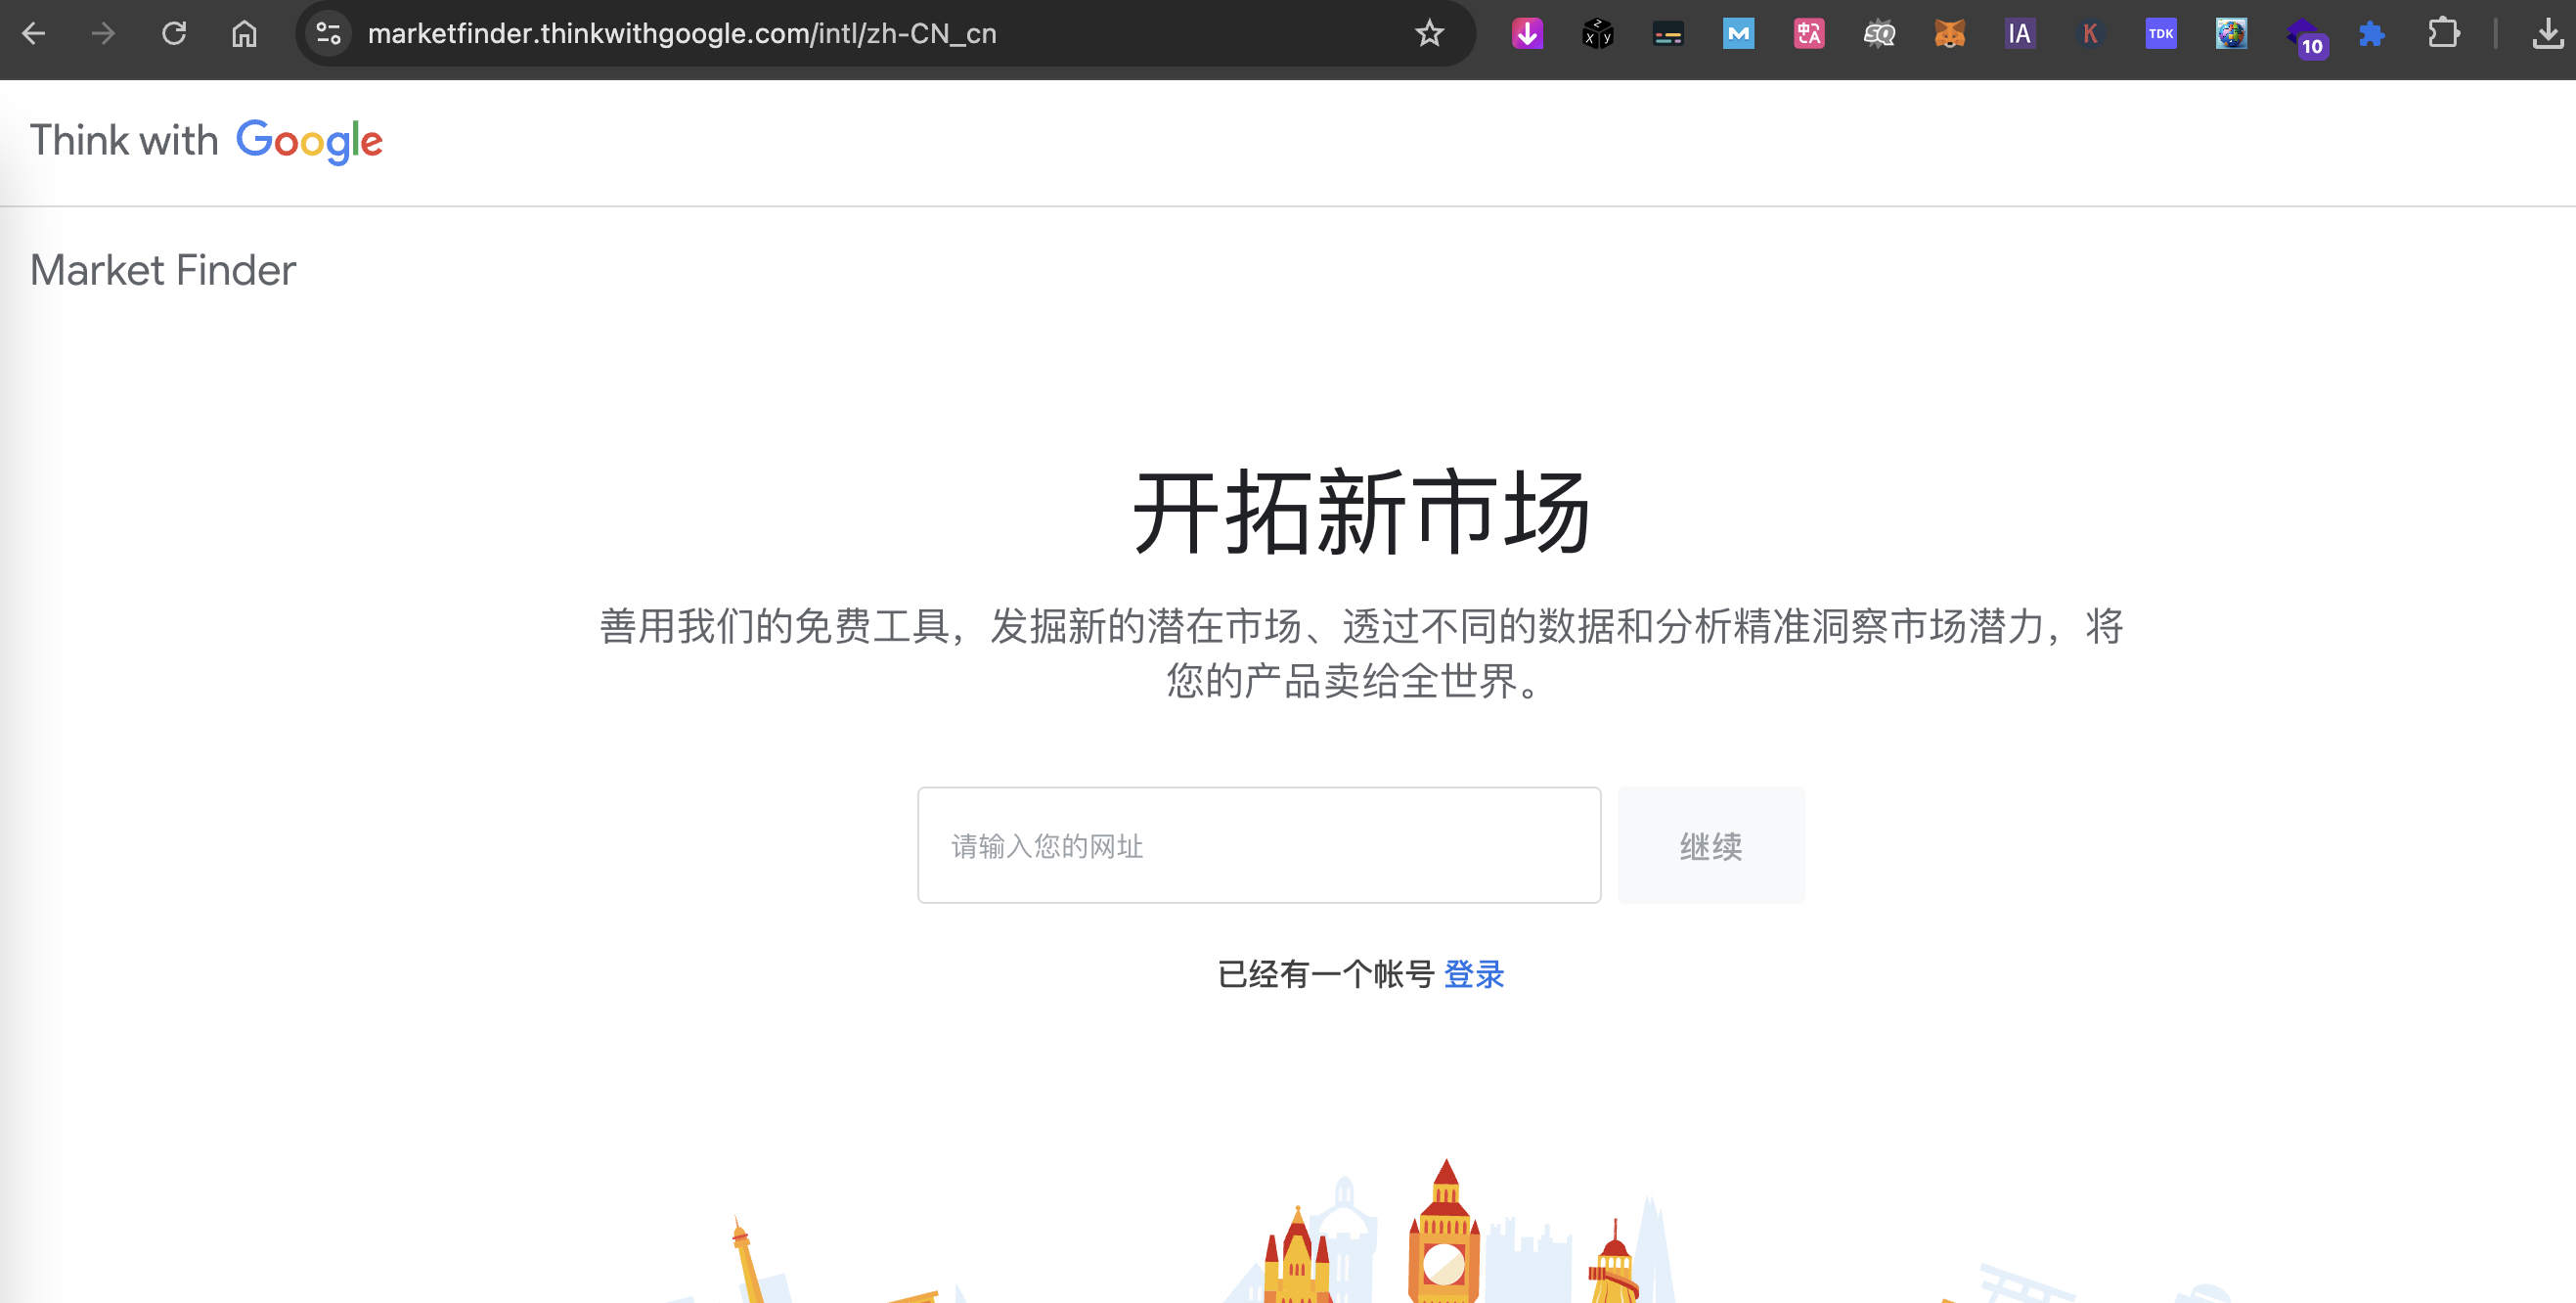 marketfinder.thinkwithgoogle.com/intl/zh-CN_cn
Z X Y
M
中 A
SQ
IA
K
TDK
10
Think with Google
Market Finder
开拓新市场
善用我们的免费工具，发掘新的潜在市场、透过不同的数据和分析精准洞察市场潜力，将
您的产品卖给全世界。
请输入您的网址
继续
已经有一个帐号 登录